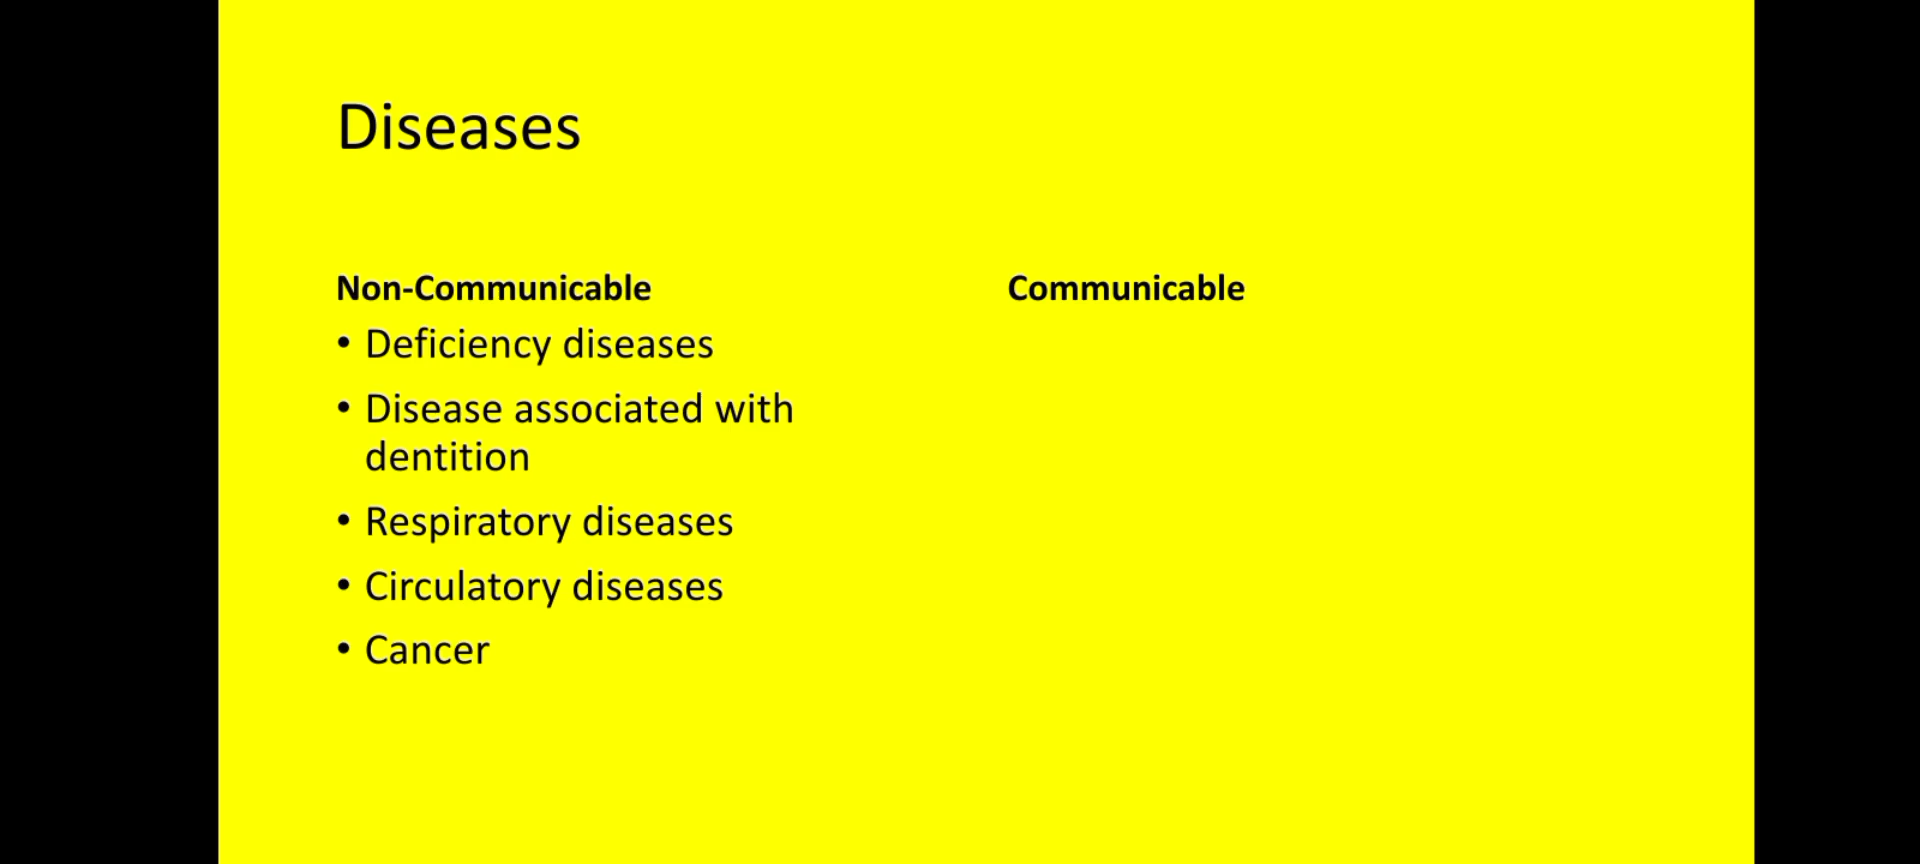 Diseases
Non-Communicable
• Deficiency diseases
• Disease associated with
dentition
• Respiratory diseases
• Circulatory diseases
• Cancer
Communicable